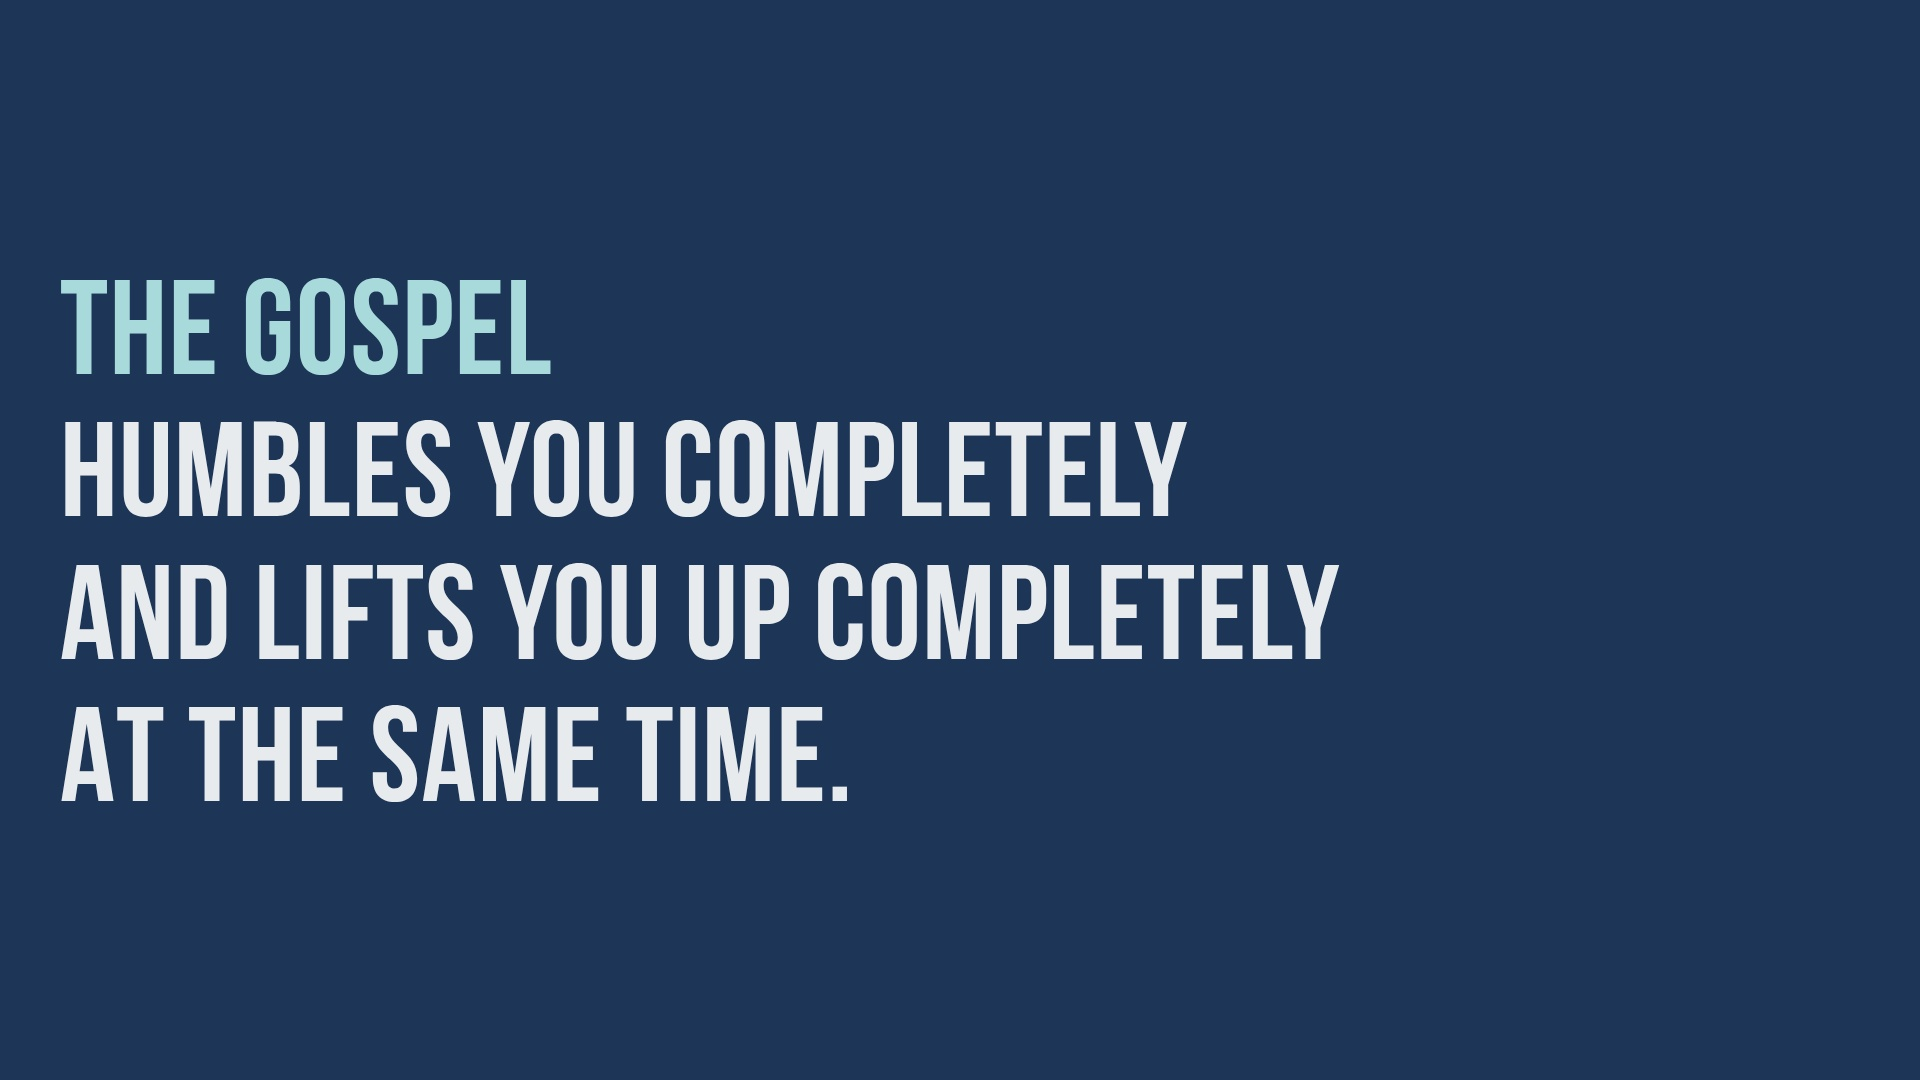 THE GOSPEL
HUMBLES YOU COMPLETELY
AND LIFTS YOU UP COMPLETELY
AT THE SAME TIME.